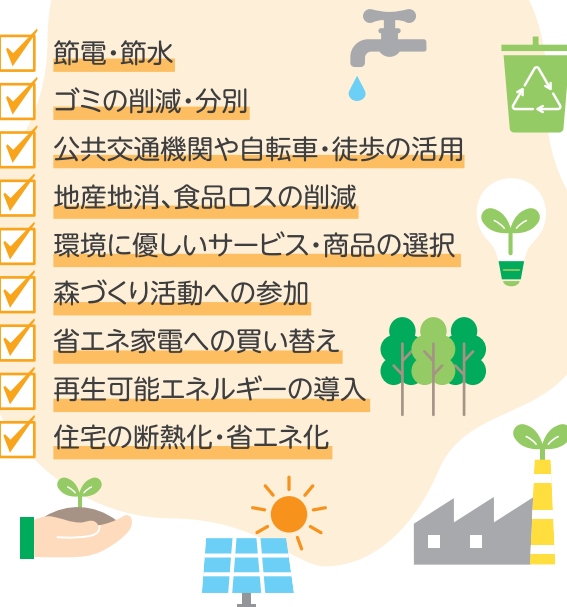 節電・節水
ゴミの削減・分別
公共交通機関や自転車・徒歩の活用
地産地消、食品ロスの削減
環境に優しいサービス・商品の選択
森づくり活動への参加
省エネ家電への買い替え
再生可能エネルギーの導入
住宅の断熱化・省エネ化